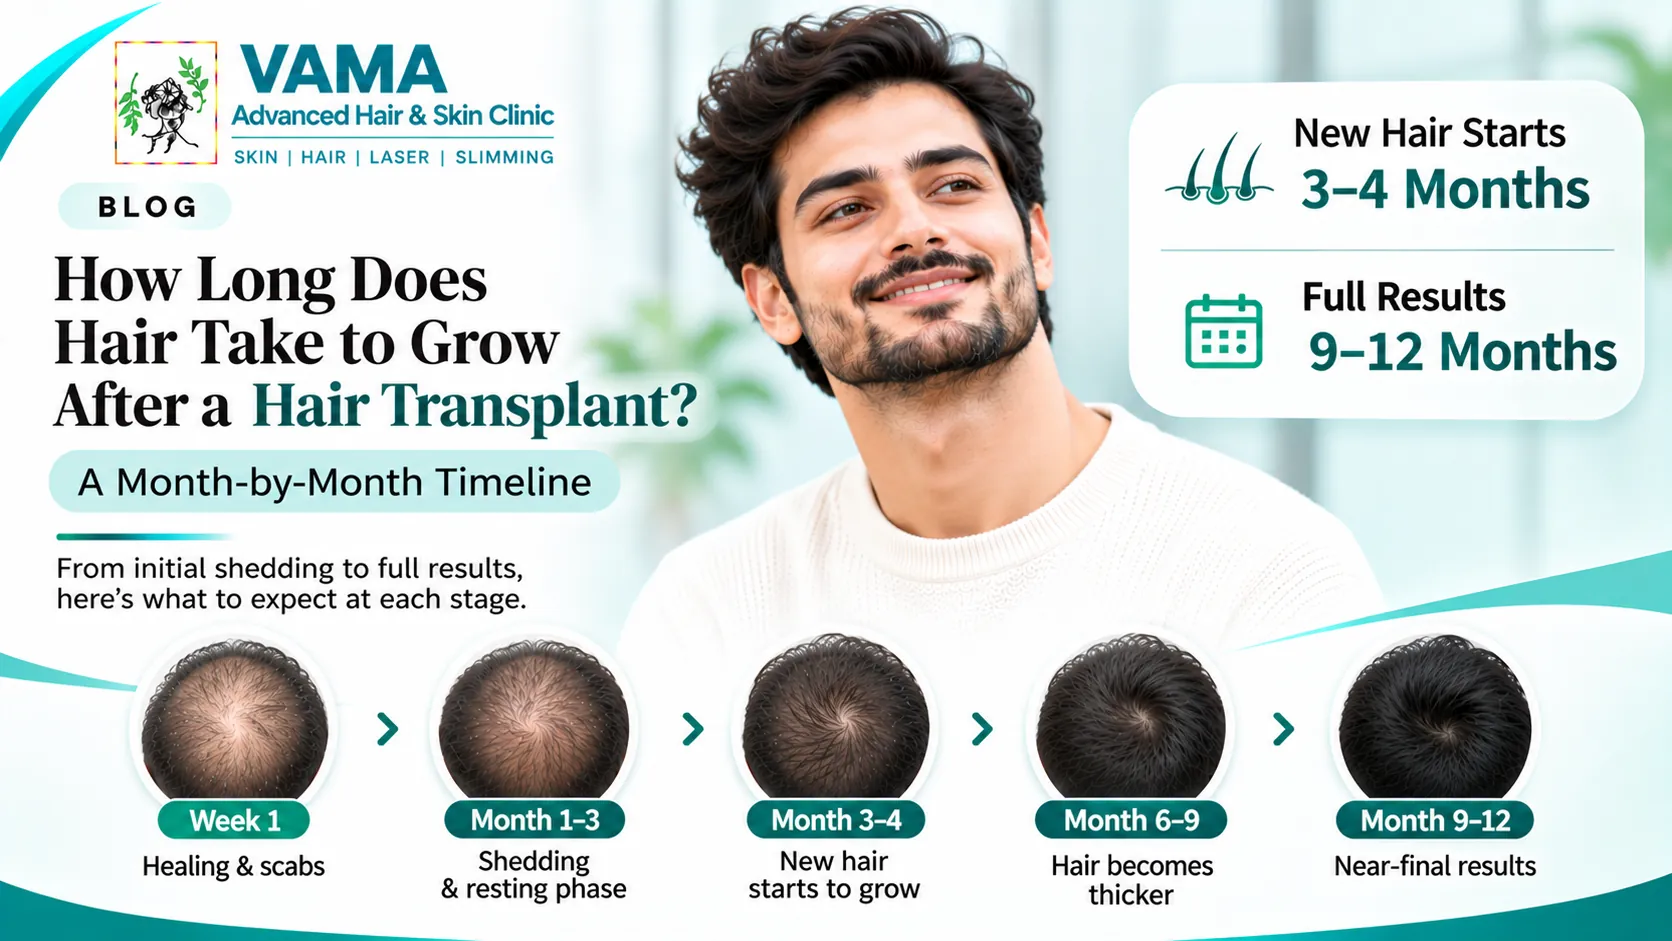 VAMA
Advanced Hair & Skin Clinic
SKIN | HAIR | LASER | SLIMMING
BLOG
How Long Does
Hair Take to Grow
After a Hair Transplant?
A Month-by-Month Timeline
From initial shedding to full results,
here's what to expect at each stage.
New Hair Starts
3–4 Months
Full Results
9–12 Months
Week 1
Healing & scabs
Month 1–3
Shedding
& resting phase
Month 3–4
New hair
starts to grow
Month 6–9
Hair becomes
thicker
Month 9–12
Near-final results